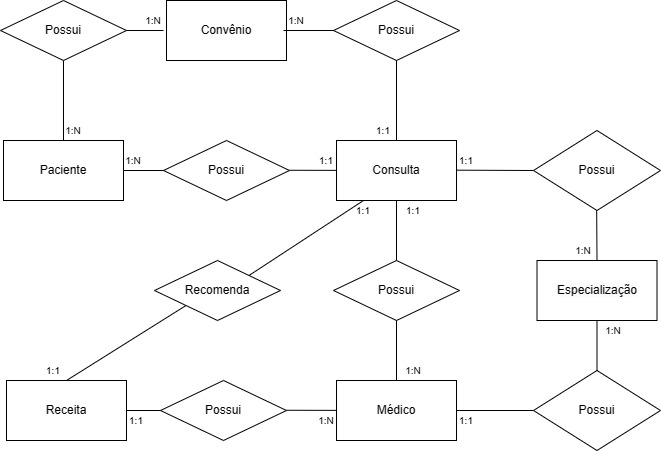 Possui
1:N
Convênio
1:N
Possui
1:N
1:1
Paciente
1:N
Possui
1:1
Consulta
1:1
Possui
1:1
1:1
1:N
Recomenda
Possui
Especialização
1:N
1:1
1:N
Receita
1:1
Possui
1:N
Médico
1:1
Possui